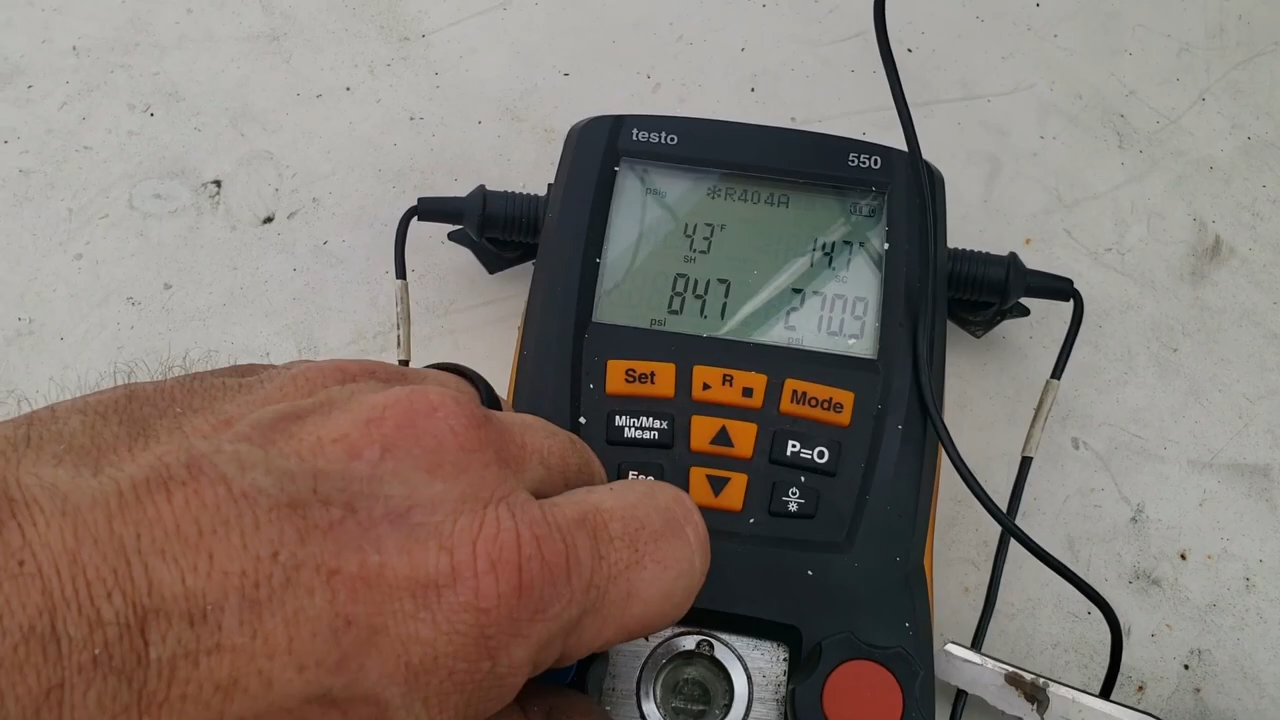 testo
550
psig
*R404A
4.3°F
14.7°F
SH
SC
84.7
270.9
psi
psi
Set
R
Mode
Min/Max
Mean
P=O
Esc